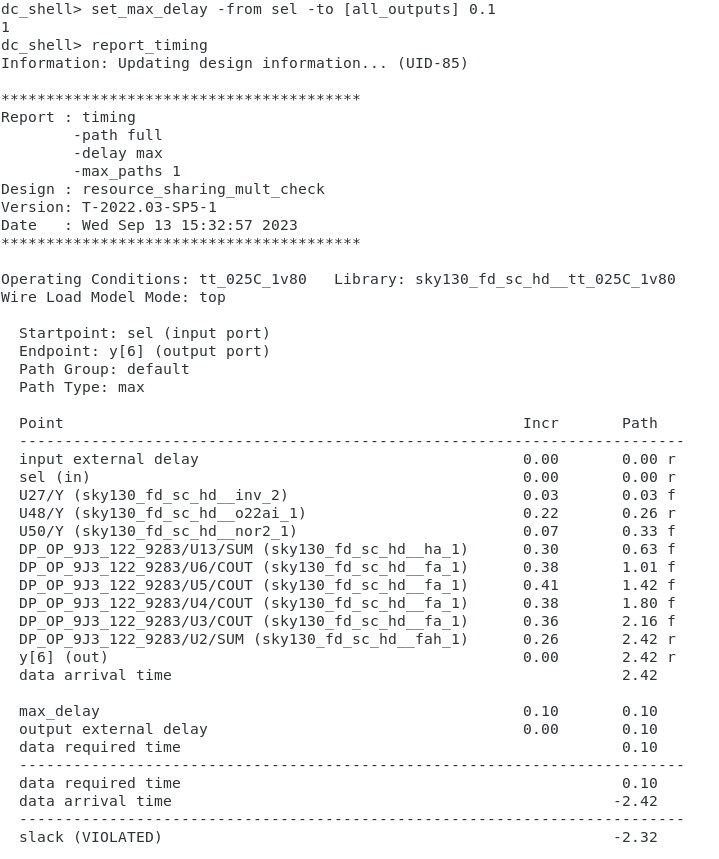 dc_shell> set_max_delay -from sel -to [all_outputs] 0.1
1
dc_shell> report_timing
Information: Updating design information... (UID-85)
****************************************
Report : timing
        -path full
        -delay max
        -max_paths 1
Design : resource_sharing_mult_check
Version: T-2022.03-SP5-1
Date   : Wed Sep 13 15:32:57 2023
****************************************
Operating Conditions: tt_025C_1v80   Library: sky130_fd_sc_hd__tt_025C_1v80
Wire Load Model Mode: top
  Startpoint: sel (input port)
  Endpoint: y[6] (output port)
  Path Group: default
  Path Type: max
  Point                                                   Incr       Path
  --------------------------------------------------------------------------
  input external delay                                    0.00       0.00 r
  sel (in)                                                0.00       0.00 r
  U27/Y (sky130_fd_sc_hd__inv_2)                          0.03       0.03 f
  U48/Y (sky130_fd_sc_hd__o22ai_1)                        0.22       0.26 r
  U50/Y (sky130_fd_sc_hd__nor2_1)                         0.07       0.33 f
  DP_OP_9J3_122_9283/U13/SUM (sky130_fd_sc_hd__ha_1)      0.30       0.63 f
  DP_OP_9J3_122_9283/U6/COUT (sky130_fd_sc_hd__fa_1)      0.38       1.01 f
  DP_OP_9J3_122_9283/U5/COUT (sky130_fd_sc_hd__fa_1)      0.41       1.42 f
  DP_OP_9J3_122_9283/U4/COUT (sky130_fd_sc_hd__fa_1)      0.38       1.80 f
  DP_OP_9J3_122_9283/U3/COUT (sky130_fd_sc_hd__fa_1)      0.36       2.16 f
  DP_OP_9J3_122_9283/U2/SUM (sky130_fd_sc_hd__fah_1)      0.26       2.42 r
  y[6] (out)                                              0.00       2.42 r
  data arrival time                                                  2.42
  max_delay                                               0.10       0.10
  output external delay                                   0.00       0.10
  data required time                                                 0.10
  --------------------------------------------------------------------------
  data required time                                                 0.10
  data arrival time                                                 -2.42
  --------------------------------------------------------------------------
  slack (VIOLATED)                                                  -2.32